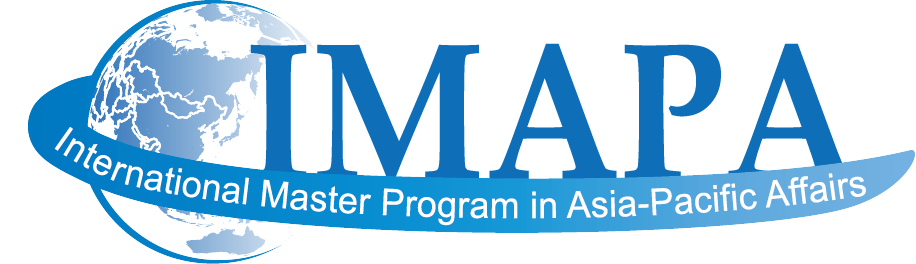 IMAPA
International Master Program in Asia-Pacific Affairs